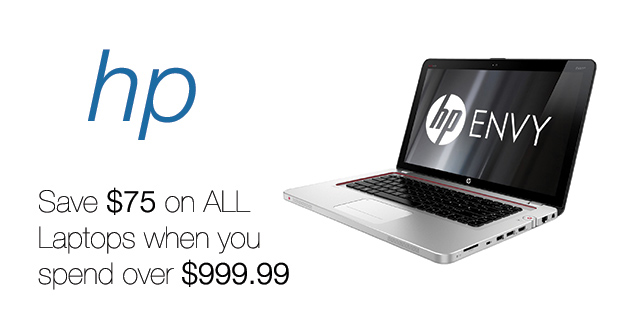 hp
Save $75 on ALL
Laptops when you
spend over $999.99
hp ENVY